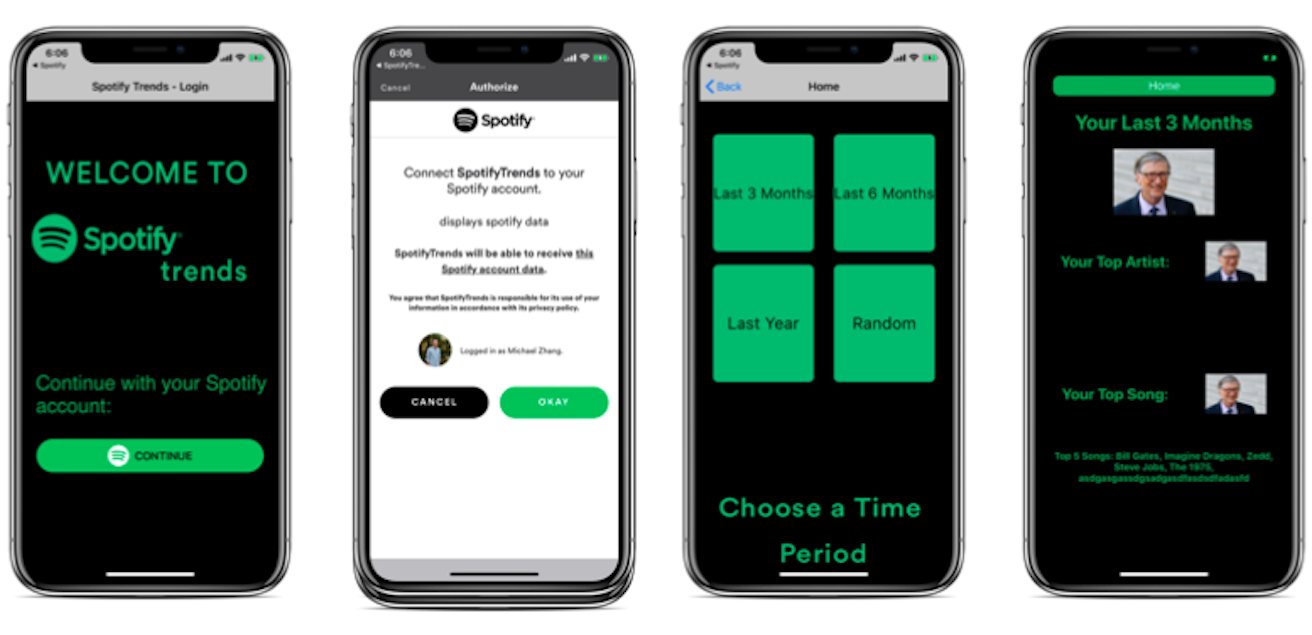 6:06
Spotify
Spotify Trends - Login
WELCOME TO
Spotify
trends
Continue with your Spotify
account:
CONTINUE
6:06
SpotifyTre...
Cancel
Authorize
Spotify
Connect SpotifyTrends to your
Spotify account.
displays spotify data
SpotifyTrends will be able to receive this
Spotify account data.
You agree that SpotifyTrends is responsible for its use of your
information in accordance with its privacy policy.
Logged in as Michael Zhang.
CANCEL
OKAY
6:06
Spotify
Back
Home
Last 3 Months
Last 6 Months
Last Year
Random
Choose a Time
Period
Home
Your Last 3 Months
Your Top Artist:
Your Top Song:
Top 5 Songs: Bill Gates, Imagine Dragons, Zedd,
Steve Jobs, The 1975,